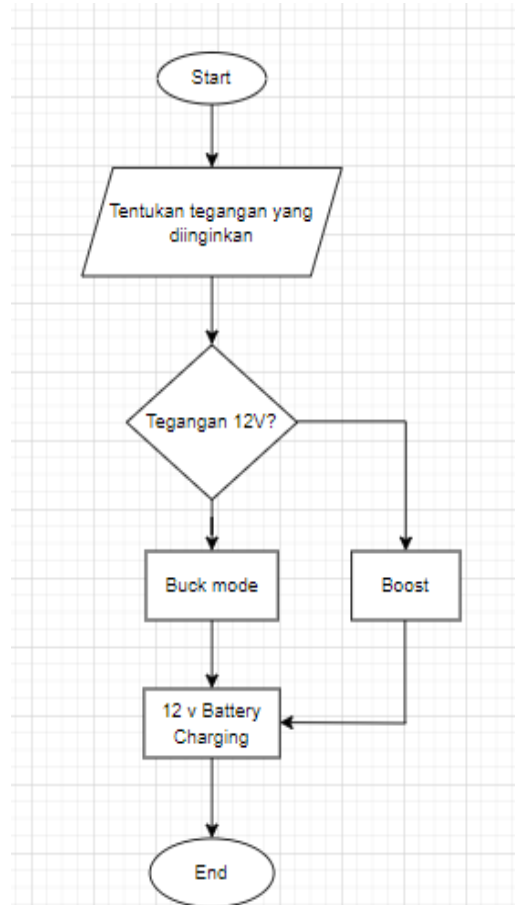 Start
Tentukan tegangan yang
diinginkan
Tegangan 12V?
Buck mode
Boost
12 v Battery
Charging
End